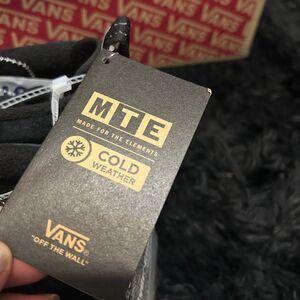 VANS
VANS
VANS
MTE
MADE FOR THE ELEMENTS
COLD
WEATHER
VANS
"OFF THE WALL"